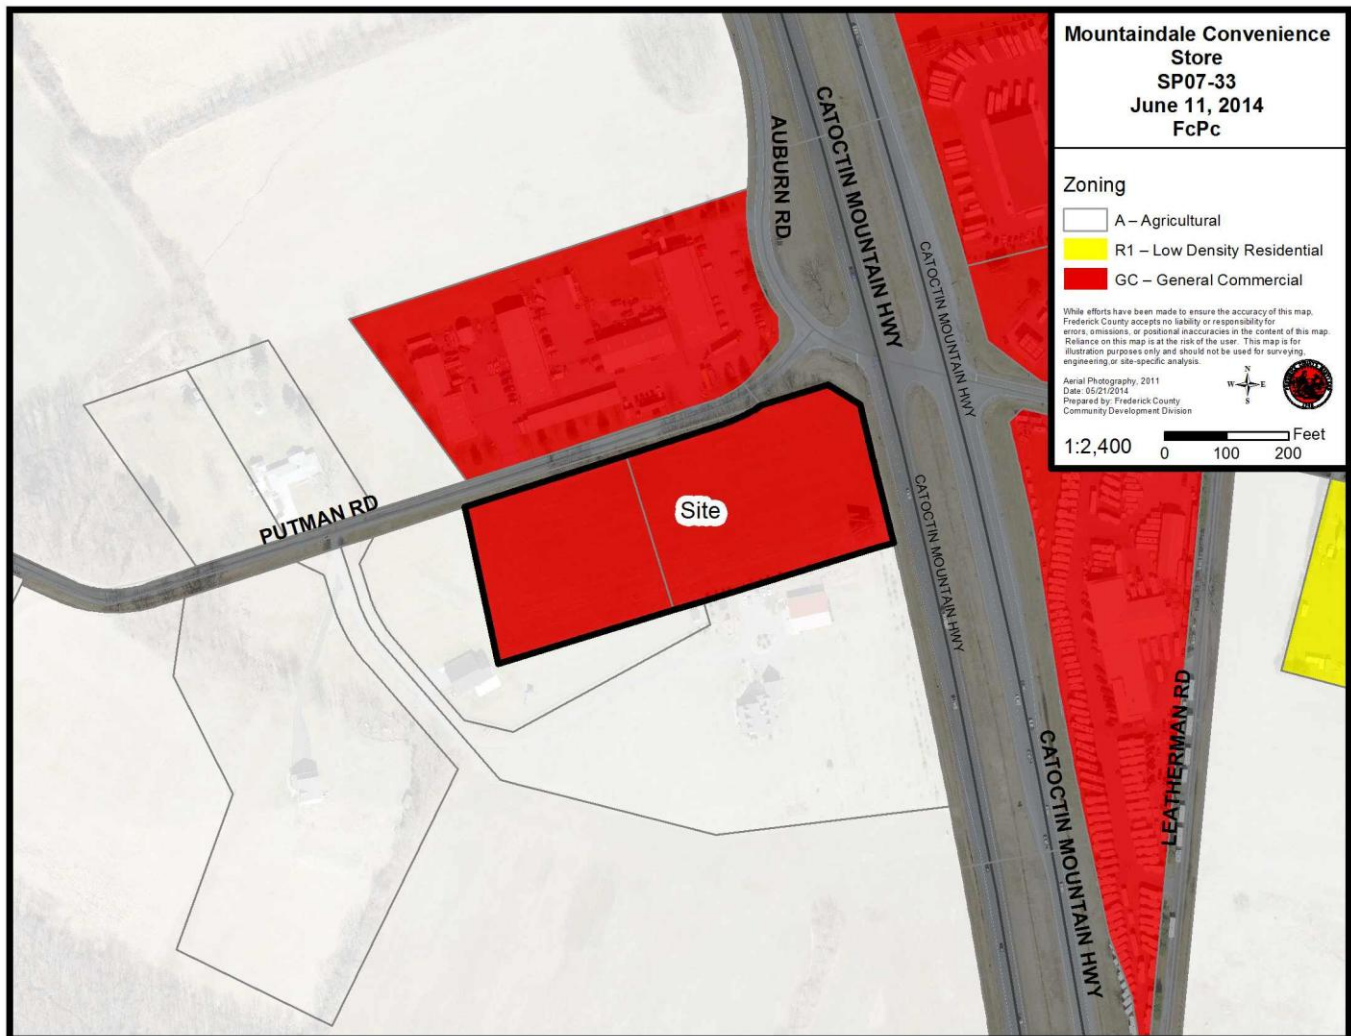 Mountaindale Convenience
Store
SP07-33
June 11, 2014
FcPc
Zoning
A – Agricultural
R1 – Low Density Residential
GC – General Commercial
While efforts have been made to ensure the accuracy of this map,
Frederick County accepts no liability or responsibility for
errors, omissions, or positional inaccuracies in the content of this map.
Reliance on this map is at the risk of the user. This map is for
illustration purposes only and should not be used for surveying,
engineering, or site-specific analysis.
Aerial Photography, 2011
Date: 05/21/2014
Prepared by: Frederick County
Community Development Division
N
W E
S
1:2,400
Feet
0 100 200
AUBURN RD
CATOCTIN MOUNTAIN HWY
CATOCTIN MOUNTAIN HWY
PUTMAN RD
Site
CATOCTIN MOUNTAIN HWY
CATOCTIN MOUNTAIN HWY
LEATHERMAN RD